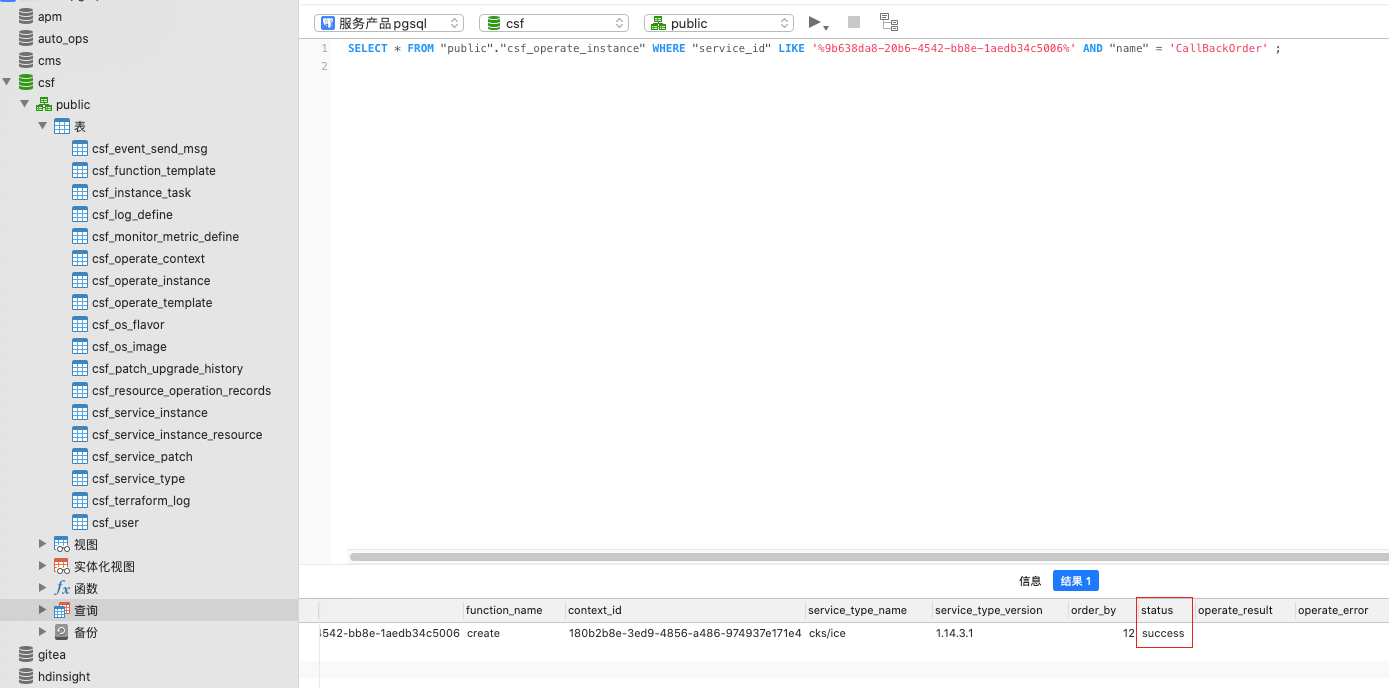 apm
auto_ops
cms
csf
public
表
csf_event_send_msg
csf_function_template
csf_instance_task
csf_log_define
csf_monitor_metric_define
csf_operate_context
csf_operate_instance
csf_operate_template
csf_os_flavor
csf_os_image
csf_patch_upgrade_history
csf_resource_operation_records
csf_service_instance
csf_service_instance_resource
csf_service_patch
csf_service_type
csf_terraform_log
csf_user
视图
实体化视图
fx 函数
查询
备份
gitea
hdinsight
服务产品pgsql csf public
1 SELECT * FROM "public"."csf_operate_instance" WHERE "service_id" LIKE '%9b638da8-20b6-4542-bb8e-1aedb34c5006%' AND "name" = 'CallBackOrder' ;
2
信息 结果 1
function_name context_id service_type_name service_type_version order_by status operate_result operate_error
4542-bb8e-1aedb34c5006 create 180b2b8e-3ed9-4856-a486-974937e171e4 cks/ice 1.14.3.1 12 success